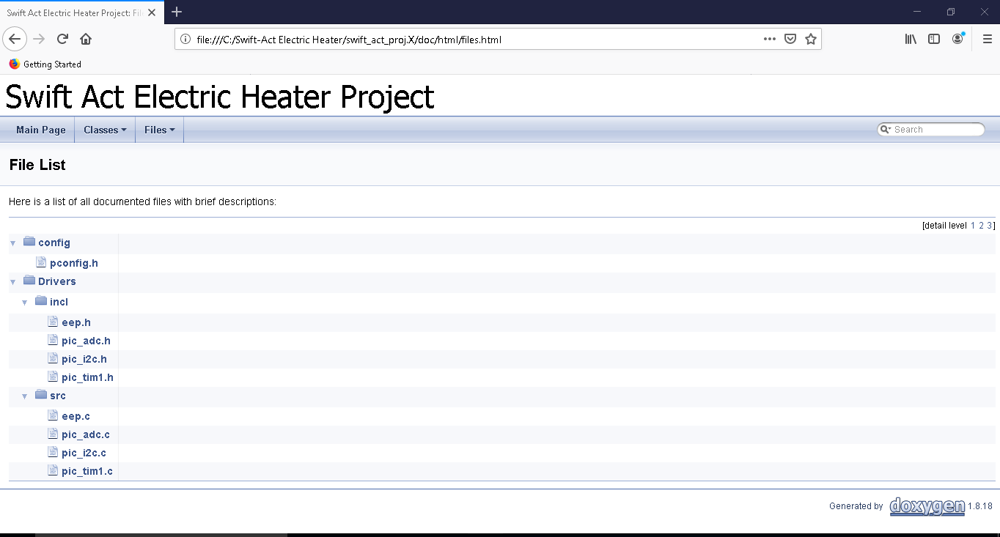 Swift Act Electric Heater Project: Fil
file:///C:/Swift-Act Electric Heater/swift_act_proj.X/doc/html/files.html
Getting Started
Swift Act Electric Heater Project
Main Page Classes Files Search
File List
Here is a list of all documented files with brief descriptions:
[detail level 1 2 3]
config
pconfig.h
Drivers
incl
eep.h
pic_adc.h
pic_i2c.h
pic_tim1.h
src
eep.c
pic_adc.c
pic_i2c.c
pic_tim1.c
Generated by doxygen 1.8.18